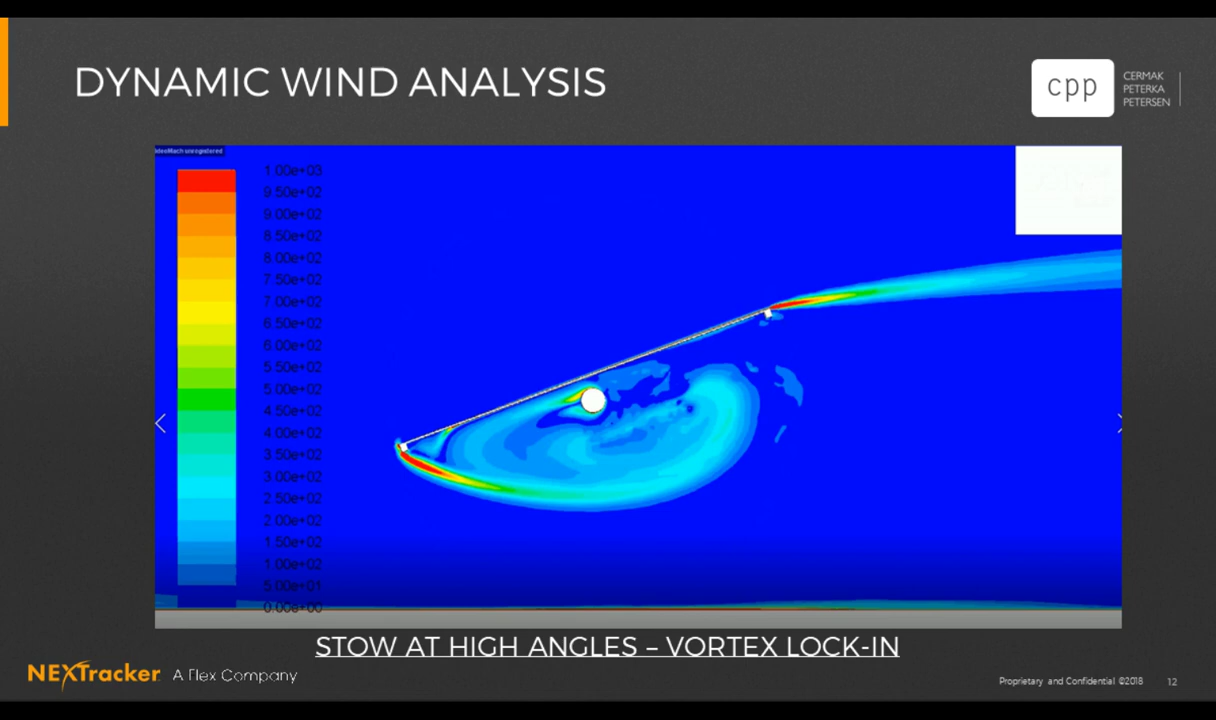 DYNAMIC WIND ANALYSIS
cpp
CERMAK
PETERKA
PETERSEN
ideoMach unregistered
1.00e+03
9.50e+02
9.00e+02
8.50e+02
8.00e+02
7.50e+02
7.00e+02
6.50e+02
6.00e+02
5.50e+02
5.00e+02
4.50e+02
4.00e+02
3.50e+02
3.00e+02
2.50e+02
2.00e+02
1.50e+02
1.00e+02
5.00e+01
0.00e+00
STOW AT HIGH ANGLES – VORTEX LOCK-IN
NEXTracker A Flex Company
Proprietary and Confidential ©2018 12